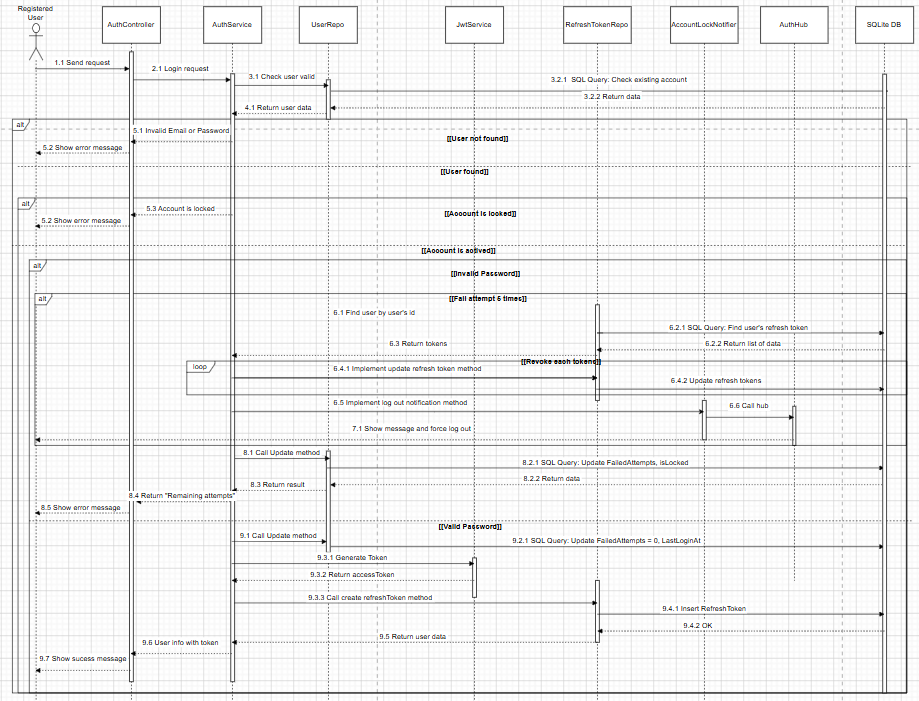 Registered
User
AuthController
AuthService
UserRepo
JwtService
RefreshTokenRepo
AccountLockNotifier
AuthHub
SQLite DB
1.1 Send request
2.1 Login request
3.1 Check user valid
3.2.1 SQL Query: Check existing account
3.2.2 Return data
4.1 Return user data
alt
5.1 Invalid Email or Password
[[User not found]]
5.2 Show error message
[[User found]]
alt
5.3 Account is locked
[[Account is locked]]
5.2 Show error message
[[Account is actived]]
alt
[[Invalid Password]]
alt
[[Fail attempt 5 times]]
6.1 Find user by user's id
6.2.1 SQL Query: Find user's refresh token
6.3 Return tokens
6.2.2 Return list of data
loop
[[Revoke each tokens]]
6.4.1 Implement update refresh token method
6.4.2 Update refresh tokens
6.5 Implement log out notification method
6.6 Call hub
7.1 Show message and force log out
8.1 Call Update method
8.2.1 SQL Query: Update FailedAttempts, isLocked
8.2.2 Return data
8.3 Return result
8.4 Return "Remaining attempts"
8.5 Show error message
[[Valid Password]]
9.1 Call Update method
9.2.1 SQL Query: Update FailedAttempts = 0, LastLoginAt
9.3.1 Generate Token
9.3.2 Return accessToken
9.3.3 Call create refreshToken method
9.4.1 Insert RefreshToken
9.4.2 OK
9.5 Return user data
9.6 User info with token
9.7 Show sucess message